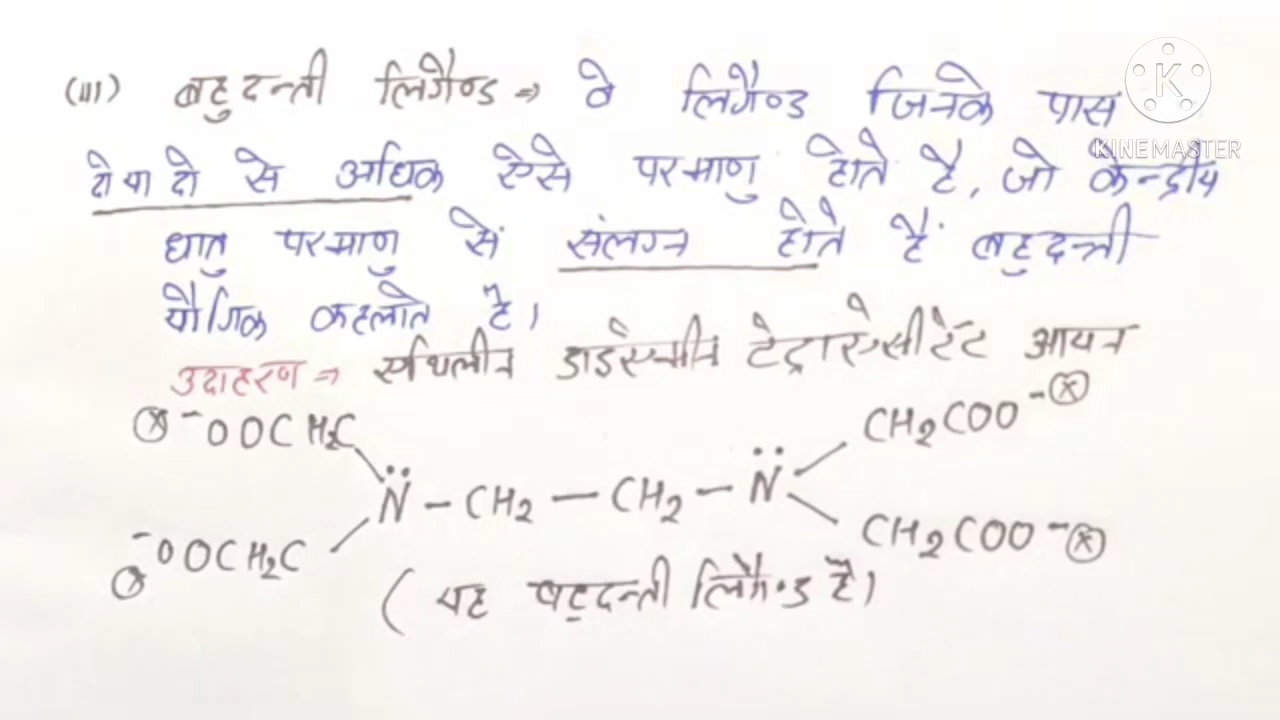 (III) बहुदन्ती लिगैण्ड ⇒ वे लिगैण्ड जिनके पास
दो या दो से अधिक ऐसे परमाणु होते है, जो केन्द्रीय
धातु परमाणु से संलग्न होते हैं बहुदन्ती
यौगिक कहलाते है।
उदाहरण ⇒ एथिलीन डाइऐमीन टेट्राऐसीटेट आयन
⁻OOCH₂C CH₂COO⁻
N̈ - CH₂ — CH₂ - N̈
⁻OOCH₂C CH₂COO⁻
(यह बहुदन्ती लिगैण्ड है।
KINEMASTER